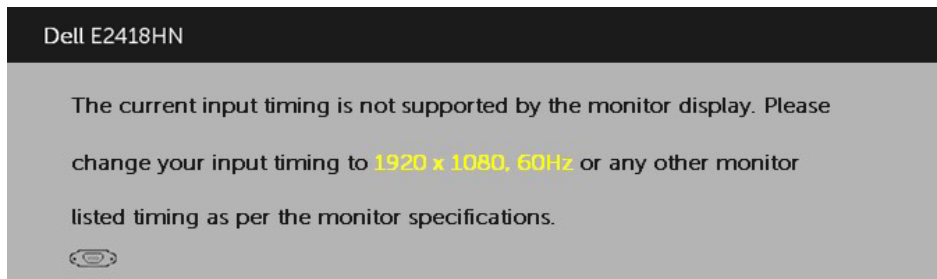 Dell E2418HN
The current input timing is not supported by the monitor display. Please
change your input timing to 1920 x 1080, 60Hz or any other monitor
listed timing as per the monitor specifications.